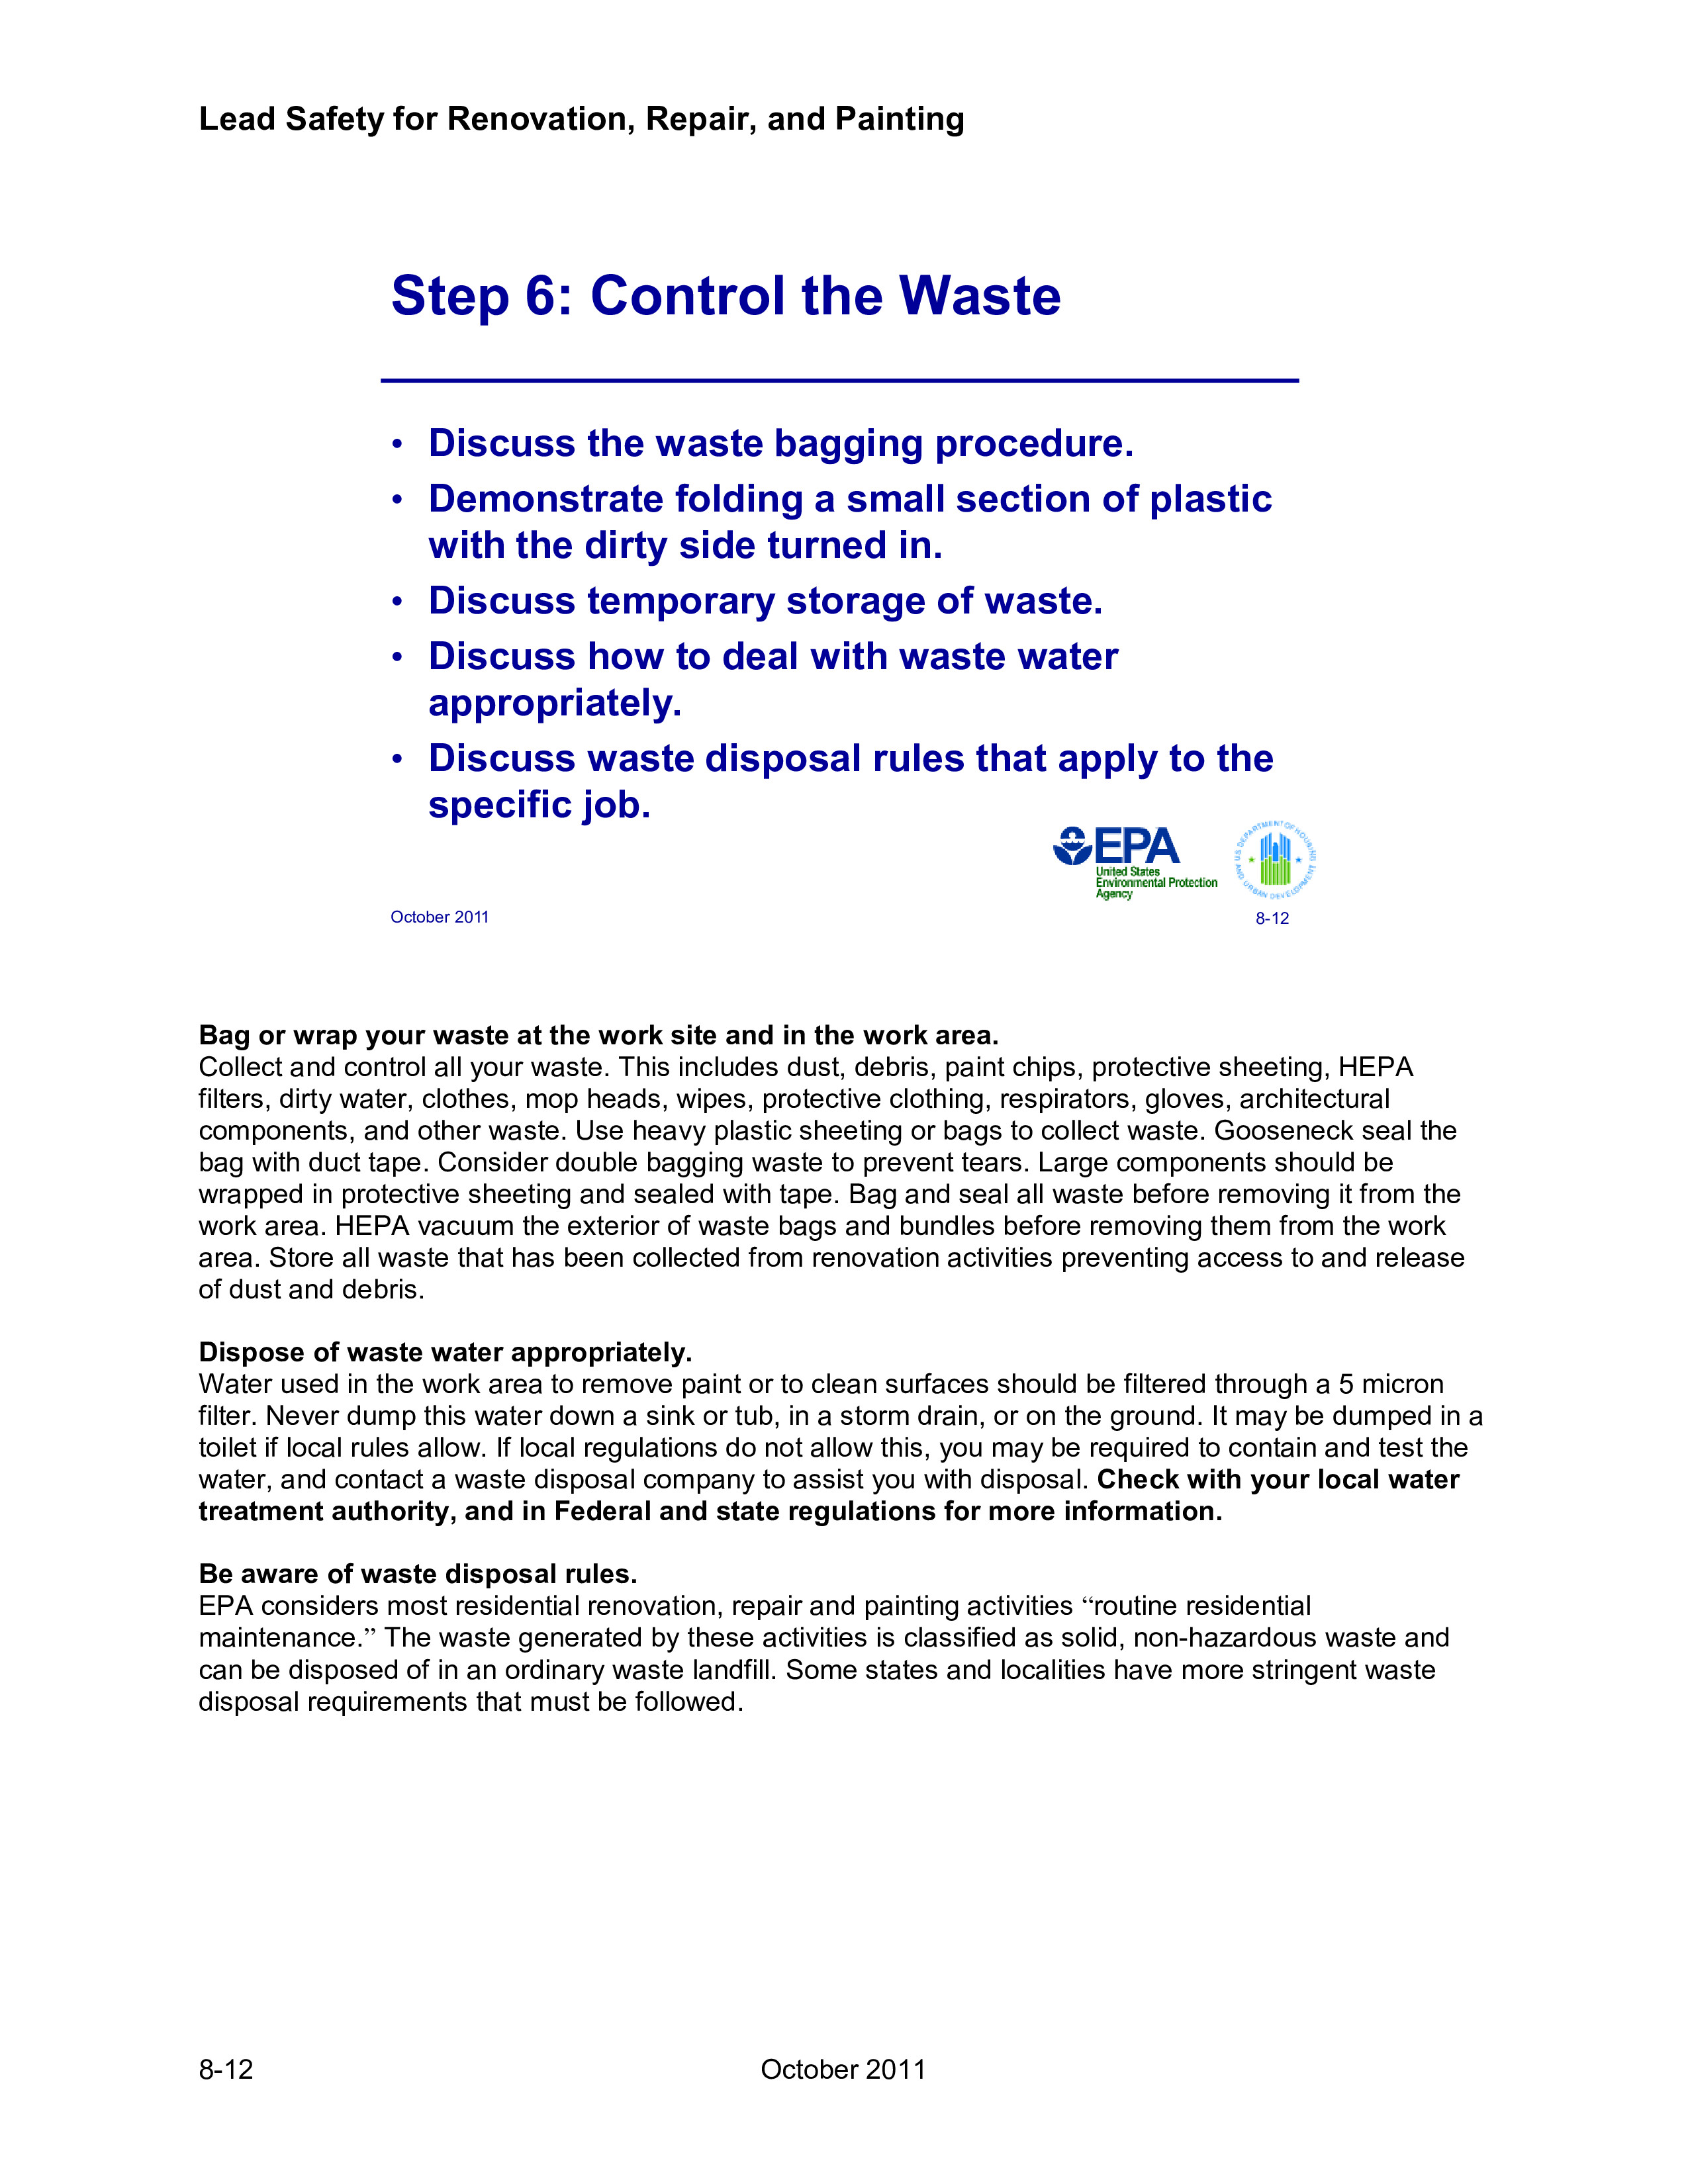 Lead Safety for Renovation, Repair, and Painting
Step 6: Control the Waste
• Discuss the waste bagging procedure.
• Demonstrate folding a small section of plastic
with the dirty side turned in.
• Discuss temporary storage of waste.
• Discuss how to deal with waste water
appropriately.
• Discuss waste disposal rules that apply to the
specific job.
EPA
United States
Environmental Protection
Agency
U.S. DEPARTMENT OF HOUSING AND URBAN DEVELOPMENT
October 2011
8-12
Bag or wrap your waste at the work site and in the work area.
Collect and control all your waste. This includes dust, debris, paint chips, protective sheeting, HEPA
filters, dirty water, clothes, mop heads, wipes, protective clothing, respirators, gloves, architectural
components, and other waste. Use heavy plastic sheeting or bags to collect waste. Gooseneck seal the
bag with duct tape. Consider double bagging waste to prevent tears. Large components should be
wrapped in protective sheeting and sealed with tape. Bag and seal all waste before removing it from the
work area. HEPA vacuum the exterior of waste bags and bundles before removing them from the work
area. Store all waste that has been collected from renovation activities preventing access to and release
of dust and debris.
Dispose of waste water appropriately.
Water used in the work area to remove paint or to clean surfaces should be filtered through a 5 micron
filter. Never dump this water down a sink or tub, in a storm drain, or on the ground. It may be dumped in a
toilet if local rules allow. If local regulations do not allow this, you may be required to contain and test the
water, and contact a waste disposal company to assist you with disposal. Check with your local water
treatment authority, and in Federal and state regulations for more information.
Be aware of waste disposal rules.
EPA considers most residential renovation, repair and painting activities “routine residential
maintenance.” The waste generated by these activities is classified as solid, non-hazardous waste and
can be disposed of in an ordinary waste landfill. Some states and localities have more stringent waste
disposal requirements that must be followed.
8-12
October 2011